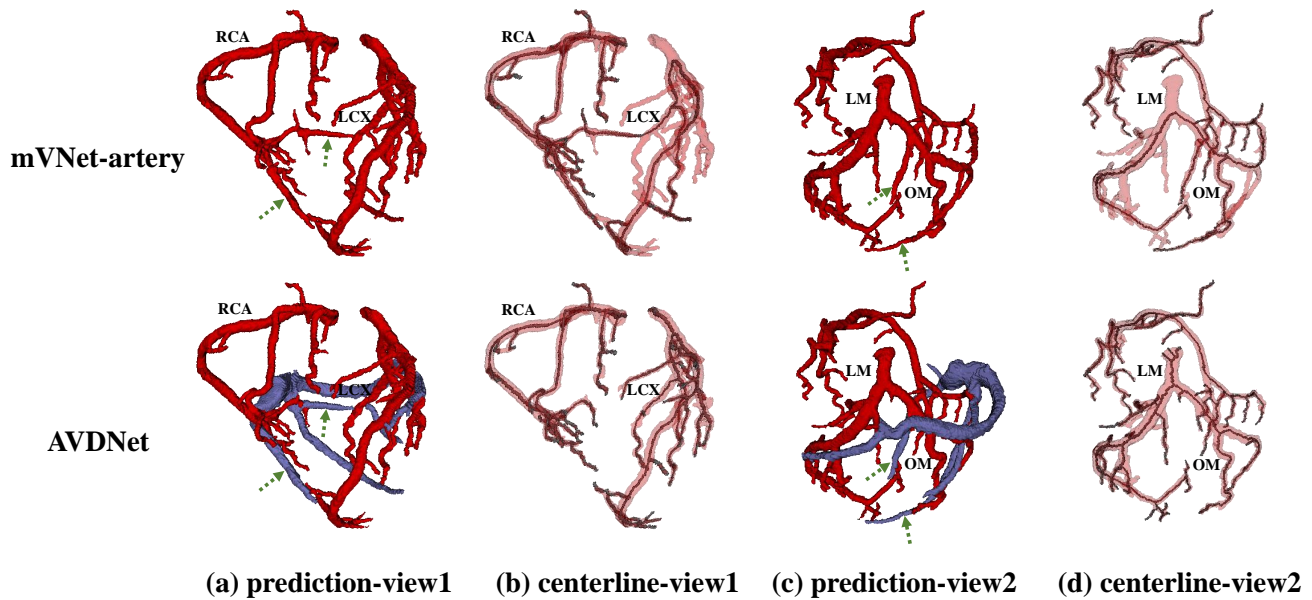 RCA
LCX
RCA
LCX
LM
OM
LM
OM
mVNet-artery
RCA
LCX
RCA
LCX
LM
OM
LM
OM
AVDNet
(a) prediction-view1
(b) centerline-view1
(c) prediction-view2
(d) centerline-view2